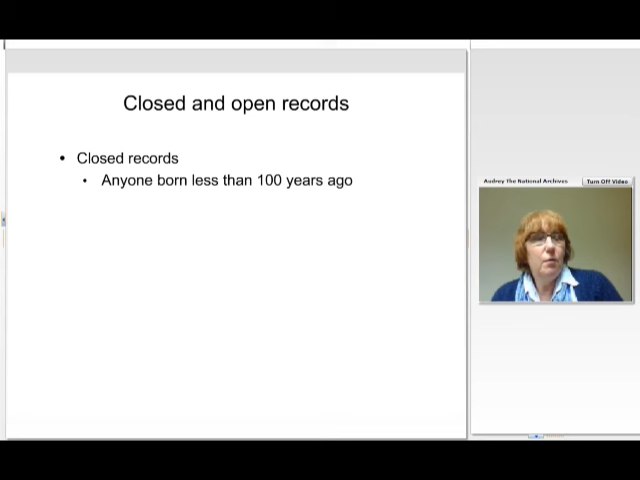 Closed and open records
• Closed records
• Anyone born less than 100 years ago
Audrey The National Archives
Turn Off Video